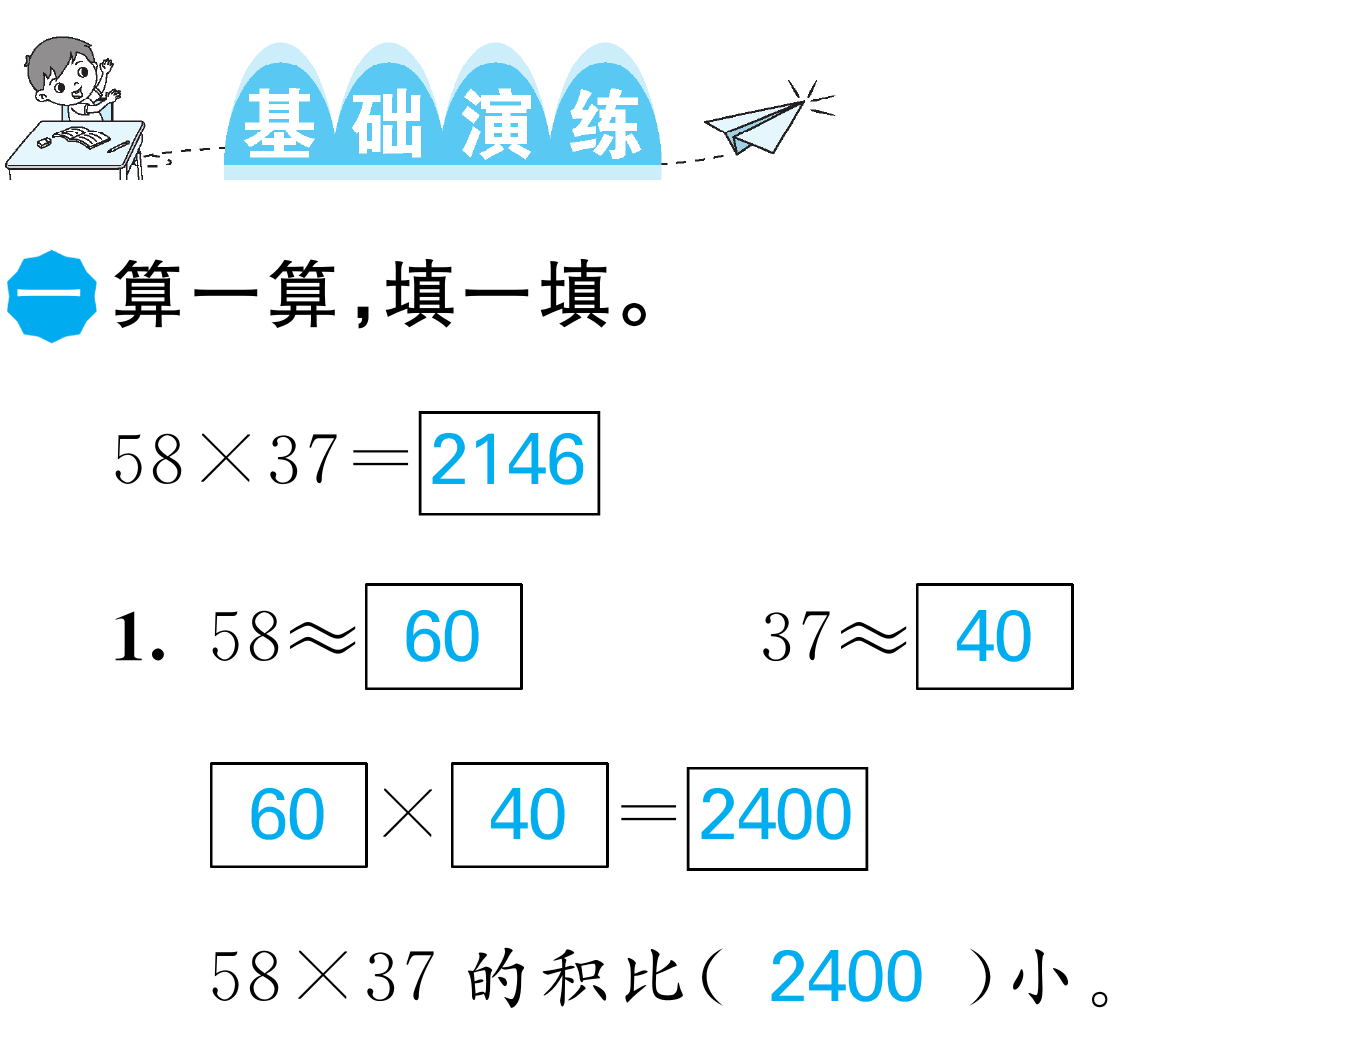 基础演练
一 算一算,填一填。
58×37=2146
1. 58≈60 37≈40
60×40=2400
58×37的积比(2400)小。